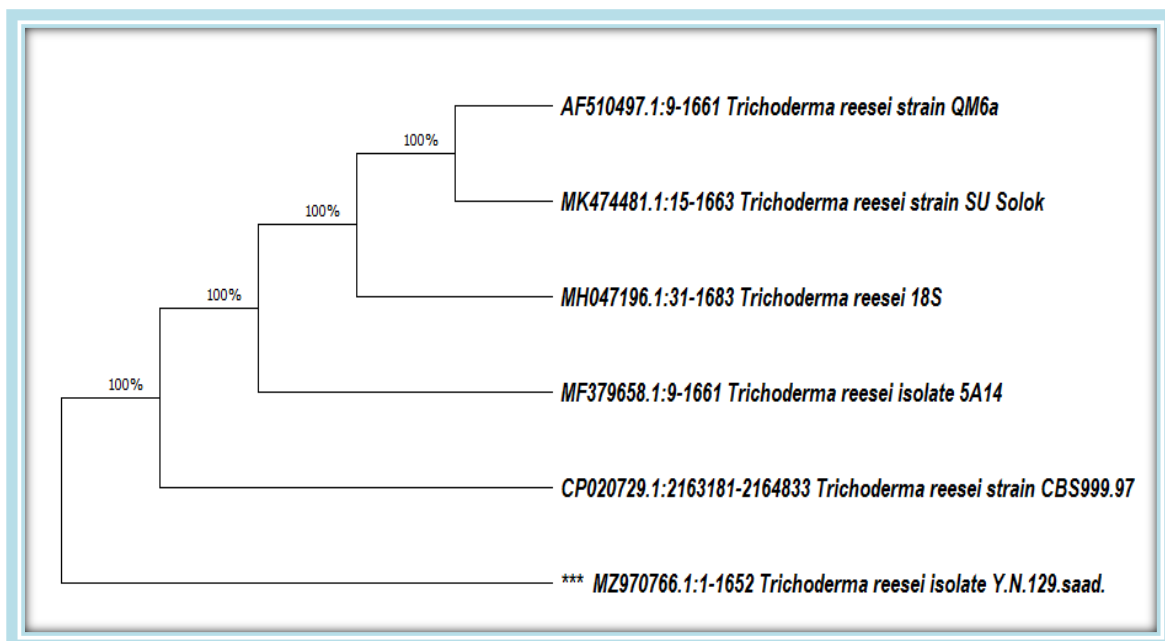 AF510497.1:9-1661 Trichoderma reesei strain QM6a
100%
MK474481.1:15-1663 Trichoderma reesei strain SU Solok
100%
MH047196.1:31-1683 Trichoderma reesei 18S
100%
MF379658.1:9-1661 Trichoderma reesei isolate 5A14
100%
CP020729.1:2163181-2164833 Trichoderma reesei strain CBS999.97
*** MZ970766.1:1-1652 Trichoderma reesei isolate Y.N.129.saad.